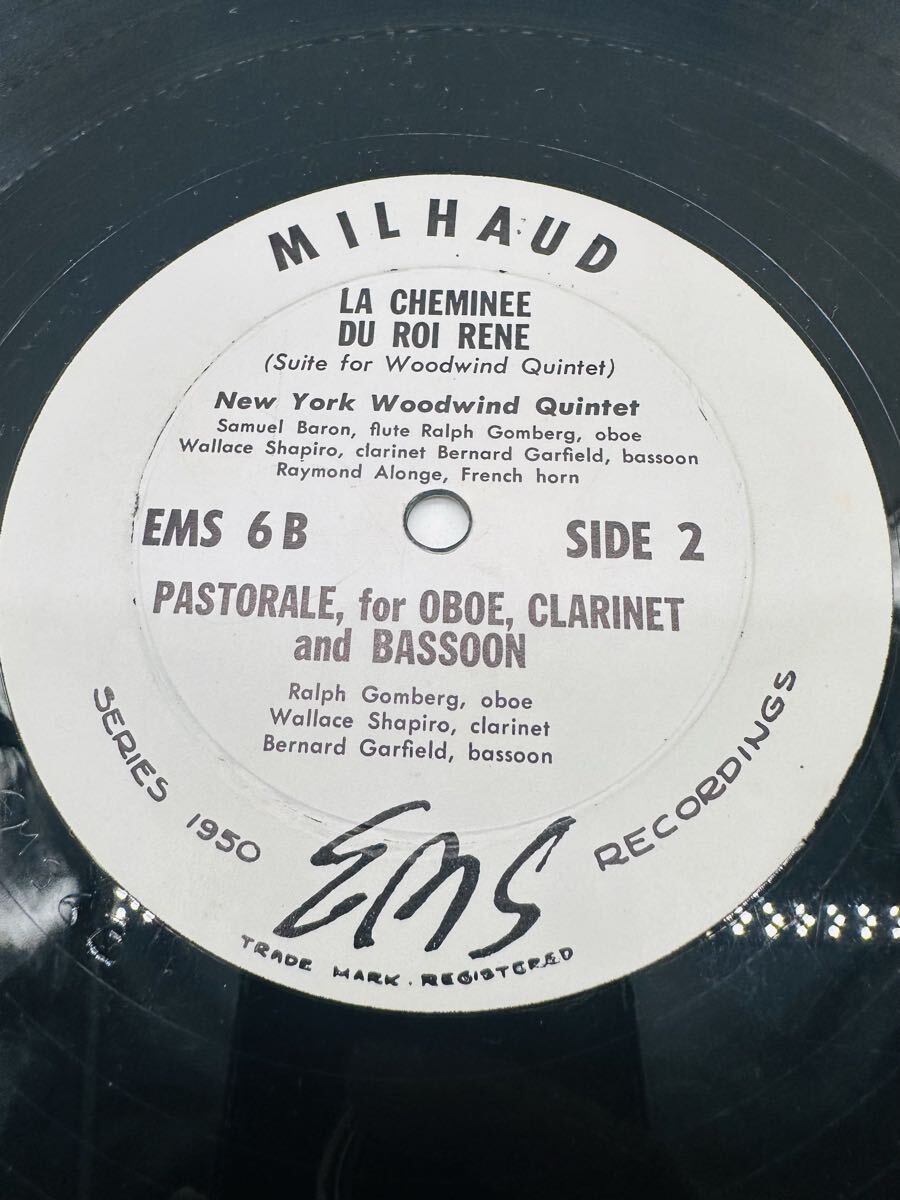 MILHAUD
LA CHEMINEE
DU ROI RENE
(Suite for Woodwind Quintet)
New York Woodwind Quintet
Samuel Baron, flute Ralph Gomberg, oboe
Wallace Shapiro, clarinet Bernard Garfield, bassoon
Raymond Alonge, French horn
EMS 6 B SIDE 2
PASTORALE, for OBOE, CLARINET
and BASSOON
Ralph Gomberg, oboe
Wallace Shapiro, clarinet
Bernard Garfield, bassoon
SERIES 1950 EMS RECORDINGS
TRADE MARK . REGISTERED